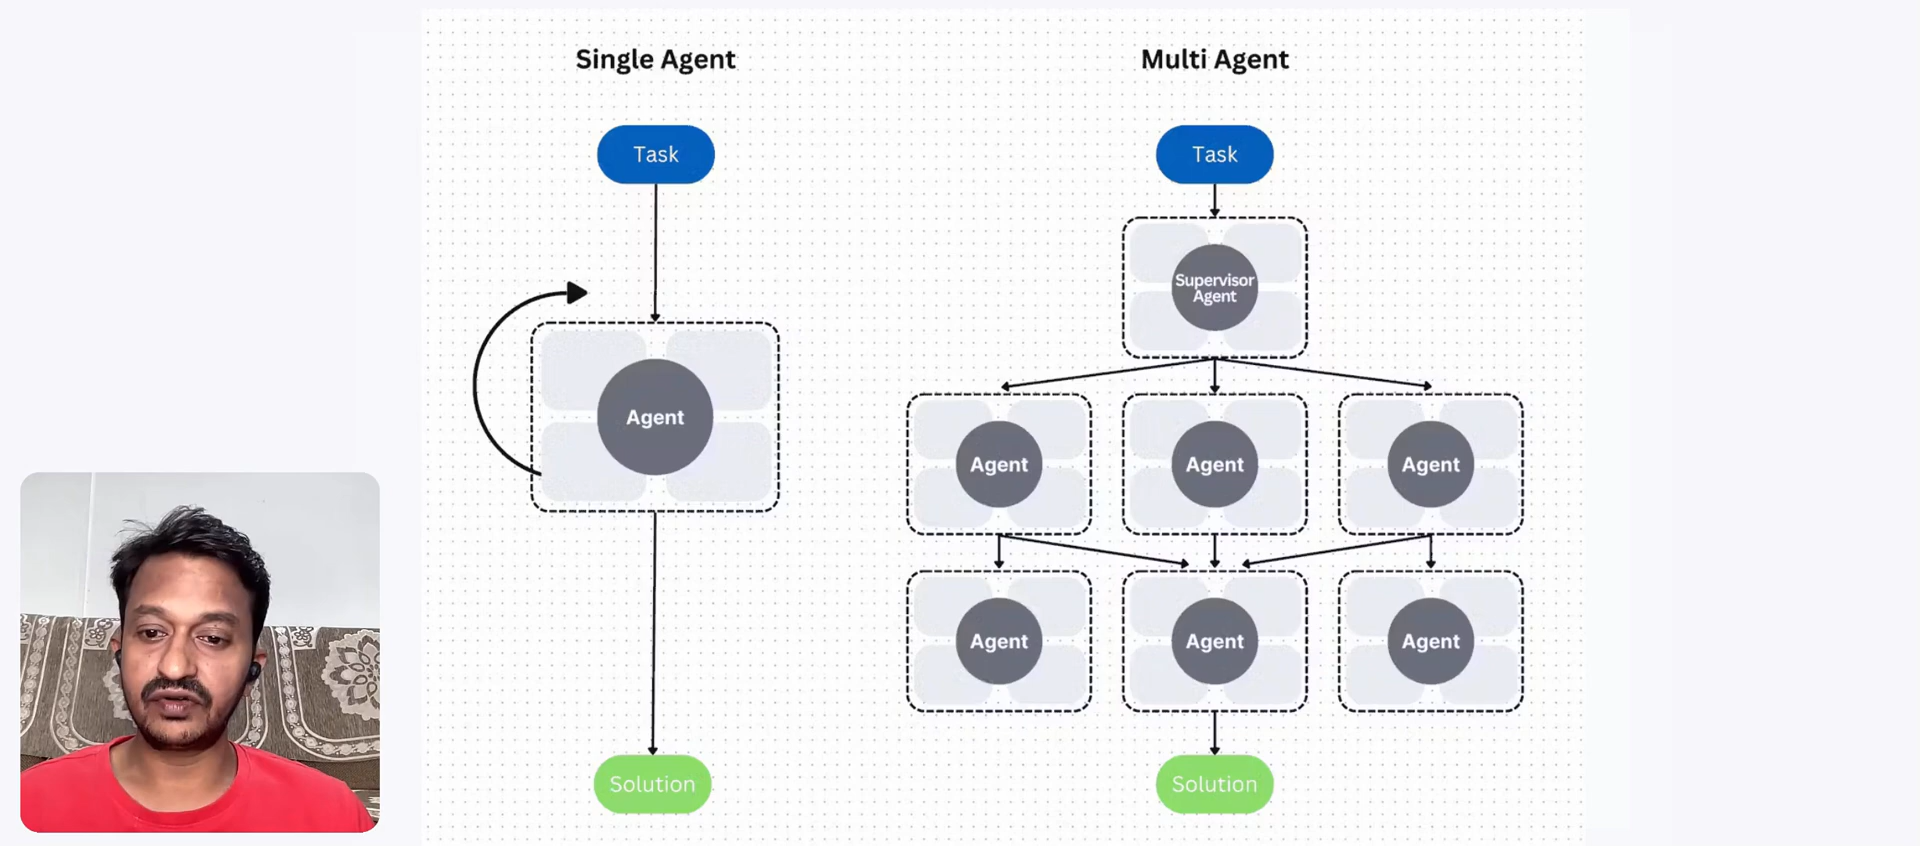 Single Agent
Task
Agent
Solution
Multi Agent
Task
Supervisor
Agent
Agent
Agent
Agent
Agent
Agent
Agent
Solution